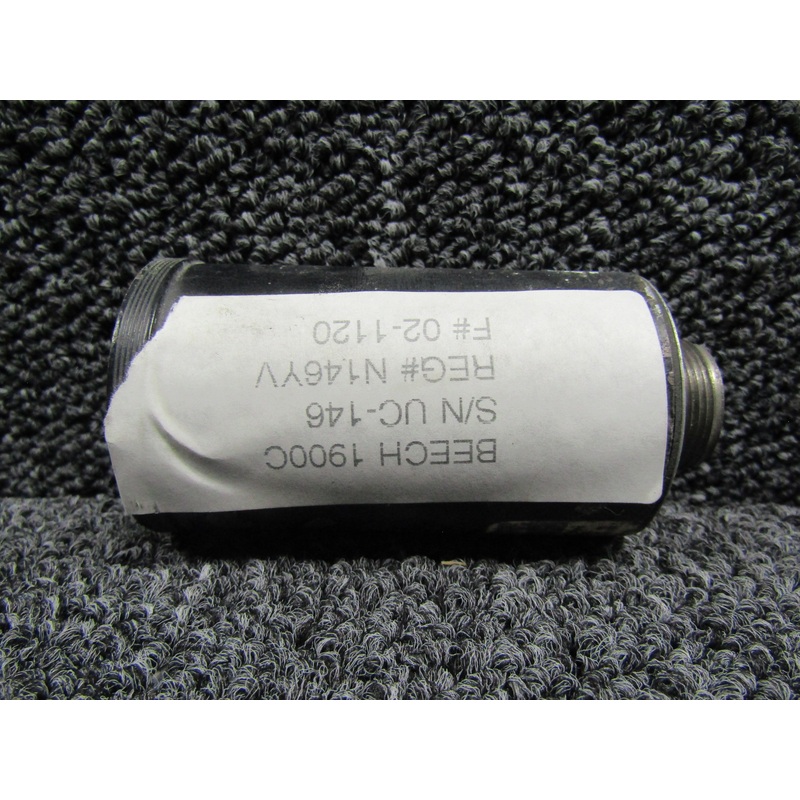 BEECH 1900C
S/N UC-146
REG# N146YV
F# 02-1120